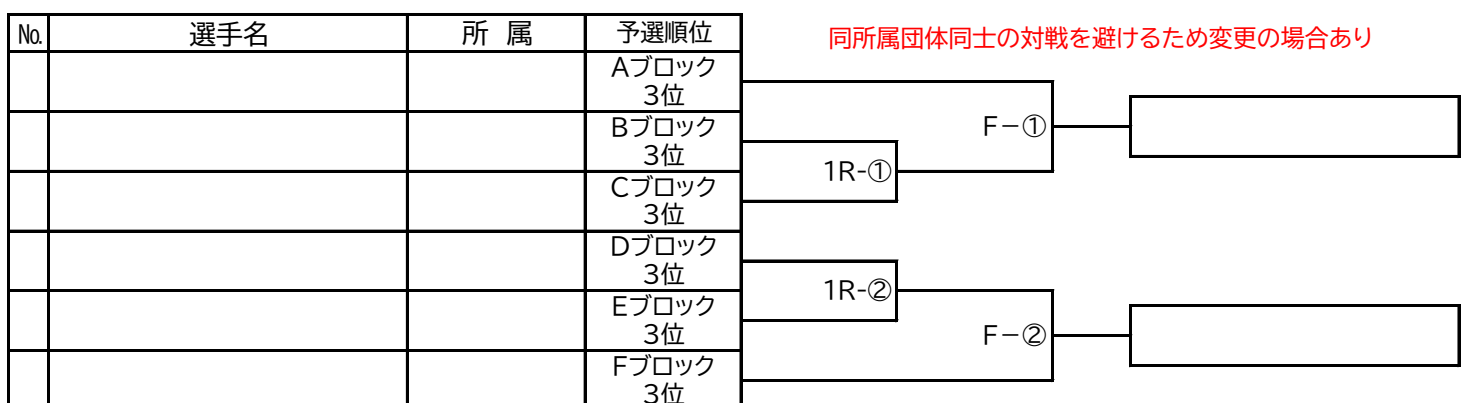 № 選手名 所 属 予選順位
同所属団体同士の対戦を避けるため変更の場合あり
Aブロック
3位
F－①
Bブロック
3位
1R-①
Cブロック
3位
Dブロック
3位
1R-②
Eブロック
3位
F－②
Fブロック
3位